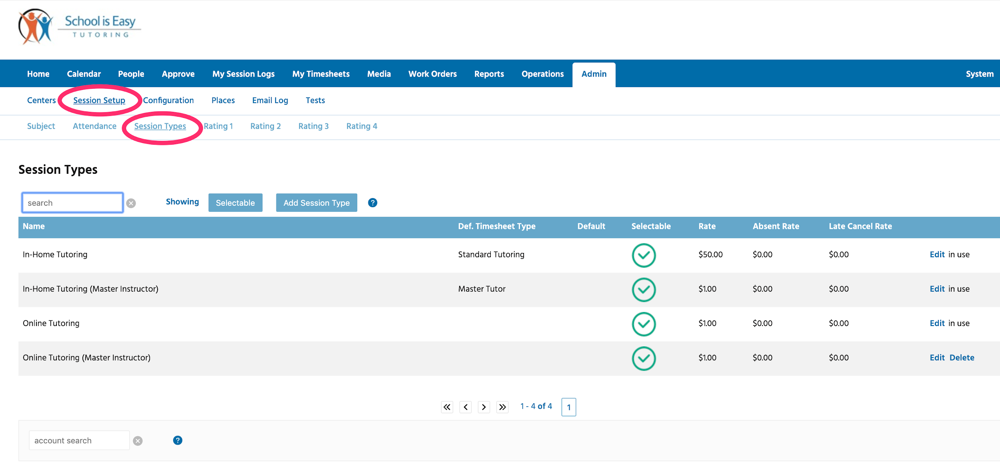 School is Easy
TUTORING
Home Calendar People Approve My Session Logs My Timesheets Media Work Orders Reports Operations Admin System
Centers Session Setup Configuration Places Email Log Tests
Subject Attendance Session Types Rating 1 Rating 2 Rating 3 Rating 4
Session Types
search Showing Selectable Add Session Type ?
Name Def. Timesheet Type Default Selectable Rate Absent Rate Late Cancel Rate
In-Home Tutoring Standard Tutoring $50.00 $0.00 $0.00 Edit in use
In-Home Tutoring (Master Instructor) Master Tutor $1.00 $0.00 $0.00 Edit in use
Online Tutoring $1.00 $0.00 $0.00 Edit in use
Online Tutoring (Master Instructor) $1.00 $0.00 $0.00 Edit Delete
1 - 4 of 4 1
account search ?